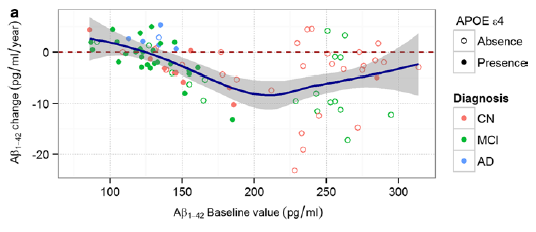 a
Aβ1−42 change (pg/ml/year)
0
-10
-20
100
150
200
250
300
Aβ1−42 Baseline value (pg/ml)
APOE ε4
Absence
Presence
Diagnosis
CN
MCI
AD